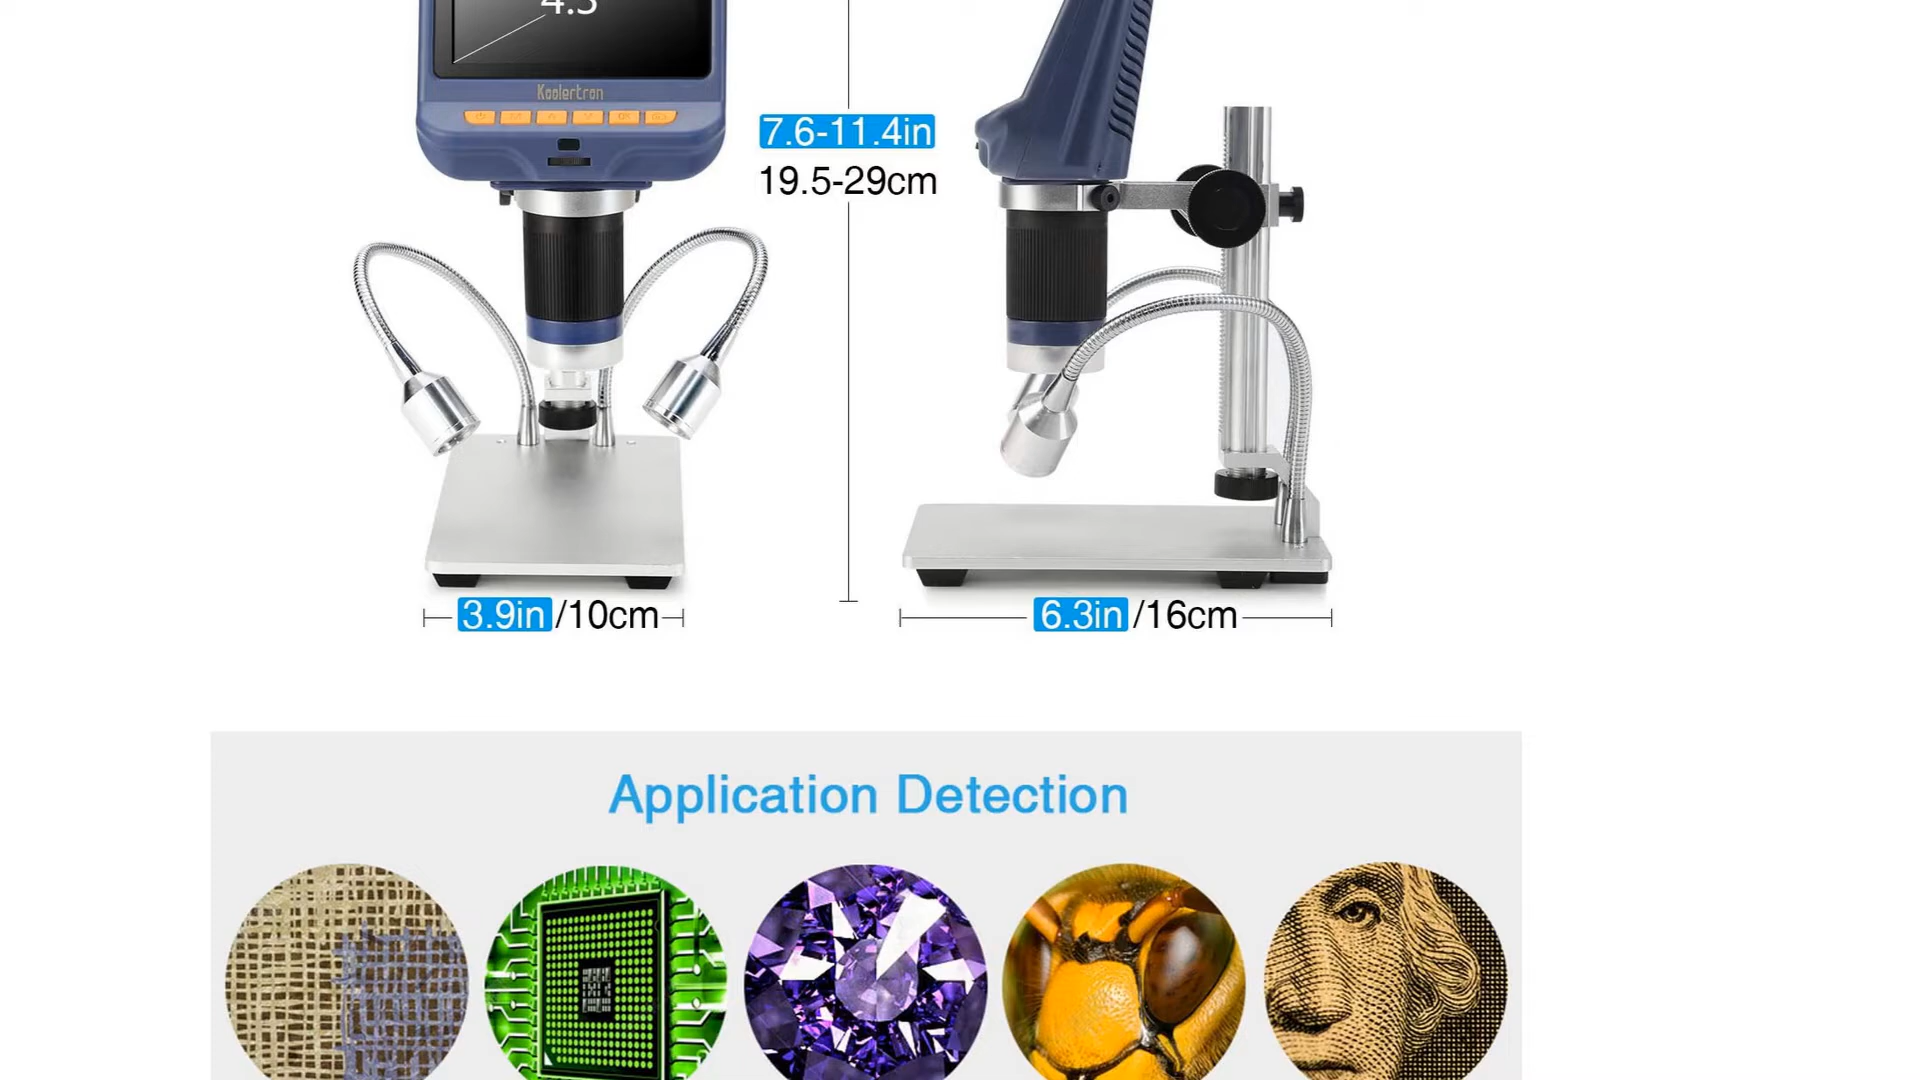 4.3
Koolertron
7.6-11.4in
19.5-29cm
3.9in/10cm
6.3in/16cm
Application Detection